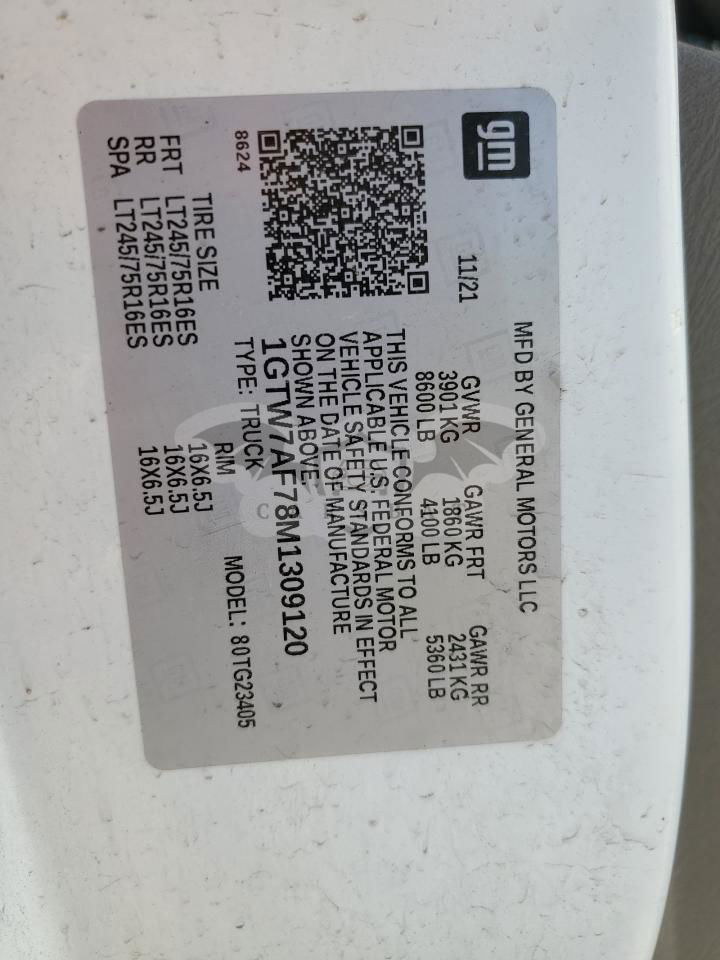 gm
MFD BY GENERAL MOTORS LLC
11/21
GVWR GAWR FRT GAWR RR
3901 KG 1860 KG 2431 KG
8600 LB 4100 LB 5360 LB
THIS VEHICLE CONFORMS TO ALL
APPLICABLE U.S. FEDERAL MOTOR
VEHICLE SAFETY STANDARDS IN EFFECT
ON THE DATE OF MANUFACTURE
SHOWN ABOVE.
1GTW7AF78M1309120
TYPE: TRUCK MODEL: 80TG23405
8624
TIRE SIZE RIM
FRT LT245/75R16ES 16X6.5J
RR LT245/75R16ES 16X6.5J
SPA LT245/75R16ES 16X6.5J